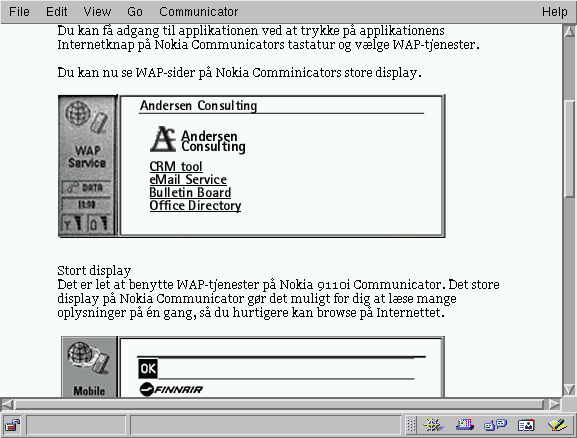 File Edit View Go Communicator Help
Du kan få adgang til applikationen ved at trykke på applikationens
Internetknap på Nokia Communicators tastatur og vælge WAP-tjenester.
Du kan nu se WAP-sider på Nokia Comminicators store display.
WAP
Service
DATA
11:98
Andersen Consulting
Andersen
Consulting
CRM tool
eMail Service
Bulletin Board
Office Directory
Stort display
Det er let at benytte WAP-tjenester på Nokia 9110i Communicator. Det store
display på Nokia Communicator gør det muligt for dig at læse mange
oplysninger på én gang, så du hurtigere kan browse på Internettet.
Mobile
OK
FINNAIR